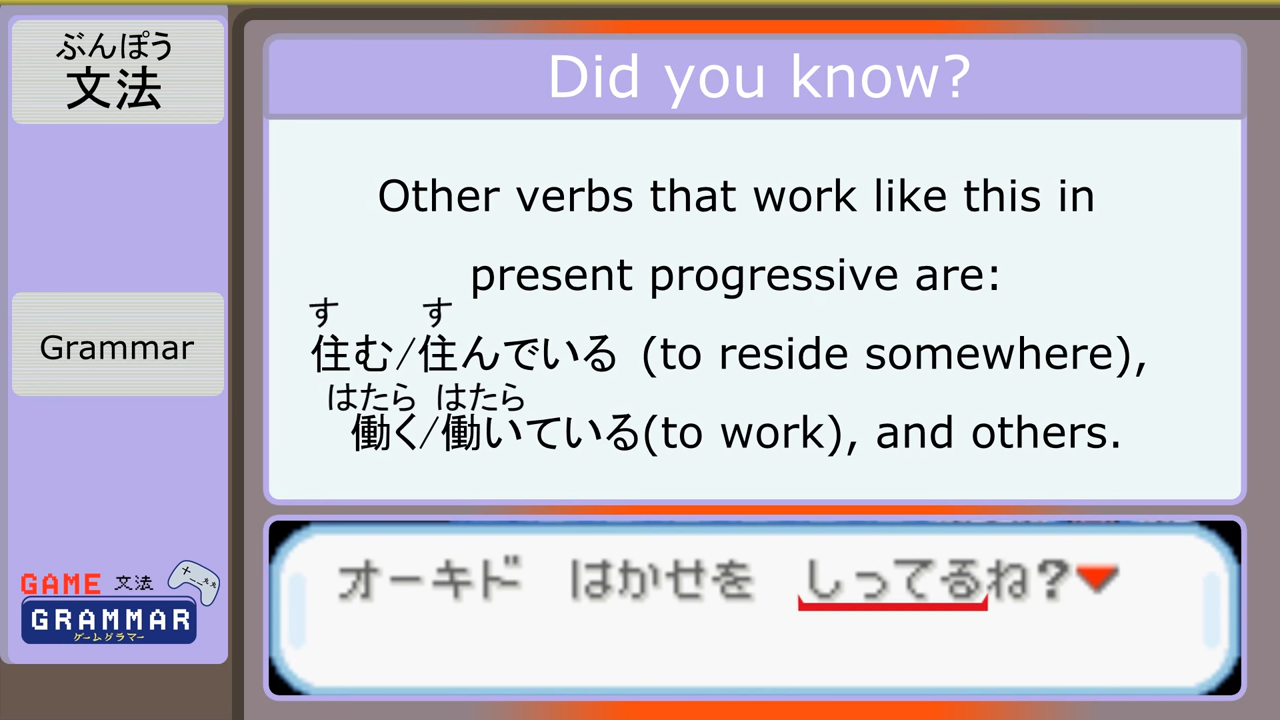 ぶんぽう
文法
Grammar
GAME 文法
GRAMMAR
ゲームグラマー
Did you know?
Other verbs that work like this in
present progressive are:
す す
住む/住んでいる (to reside somewhere),
はたら はたら
働く/働いている(to work), and others.
オーキド はかせを しってるね?